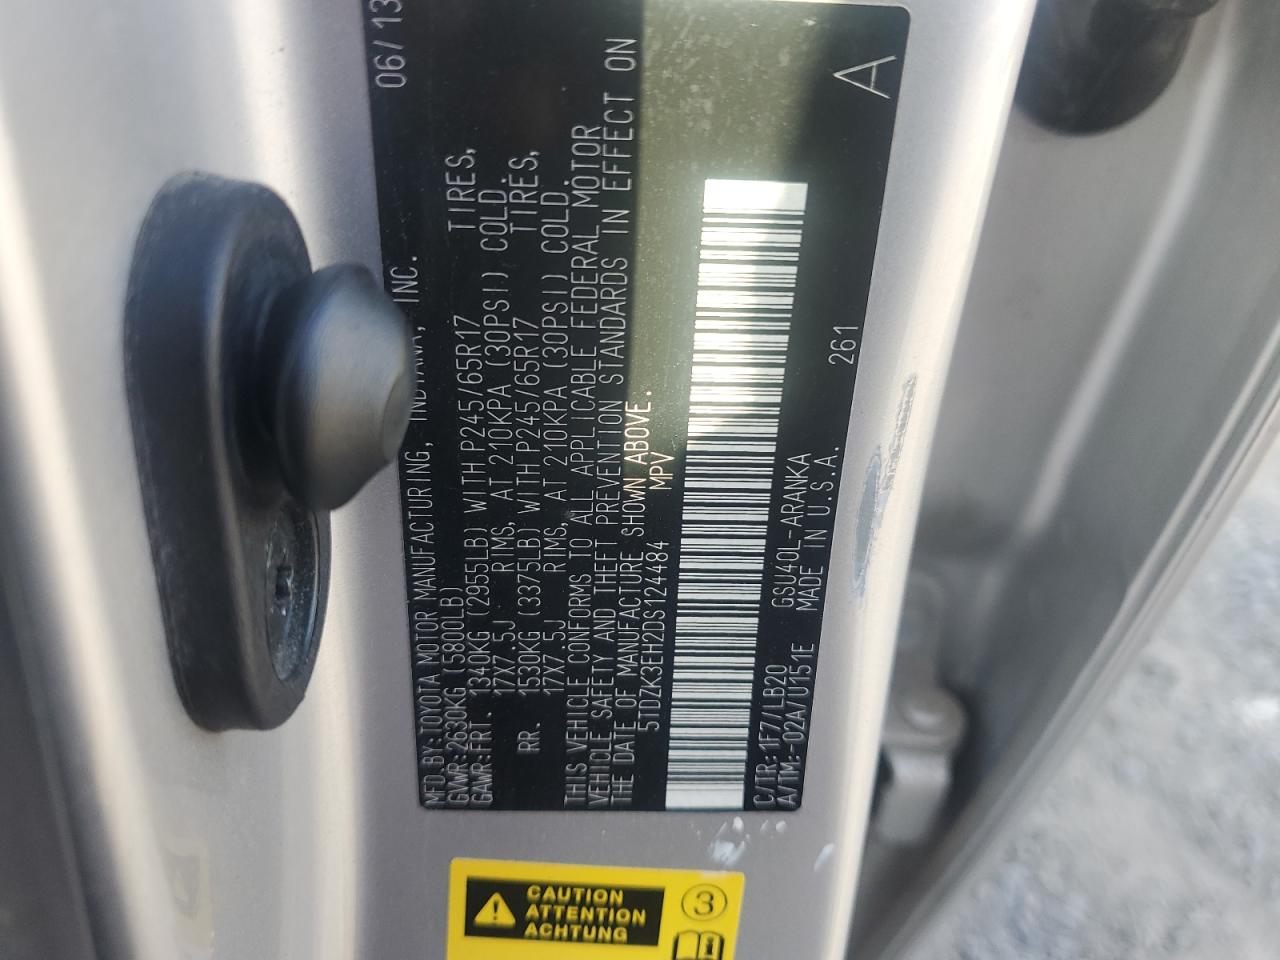 MFD. BY: TOYOTA MOTOR MANUFACTURING, INDIANA, INC. 06/13
GVWR: 2630KG (5800LB)
GAWR: FRT. 1340KG (2955LB) WITH P245/65R17 TIRES,
17X7.5J RIMS, AT 210KPA (30PSI) COLD.
RR. 1530KG (3375LB) WITH P245/65R17 TIRES,
17X7.5J RIMS, AT 210KPA (30PSI) COLD.
THIS VEHICLE CONFORMS TO ALL APPLICABLE FEDERAL MOTOR
VEHICLE SAFETY AND THEFT PREVENTION STANDARDS IN EFFECT ON
THE DATE OF MANUFACTURE SHOWN ABOVE.
5TDZK3EH2DS124484 MPV
C/TR: 1F7/LB20 GSU40L-ARANKA 261 A
A/TM:-02A/U151E MADE IN U.S.A.
CAUTION
ATTENTION
ACHTUNG
3